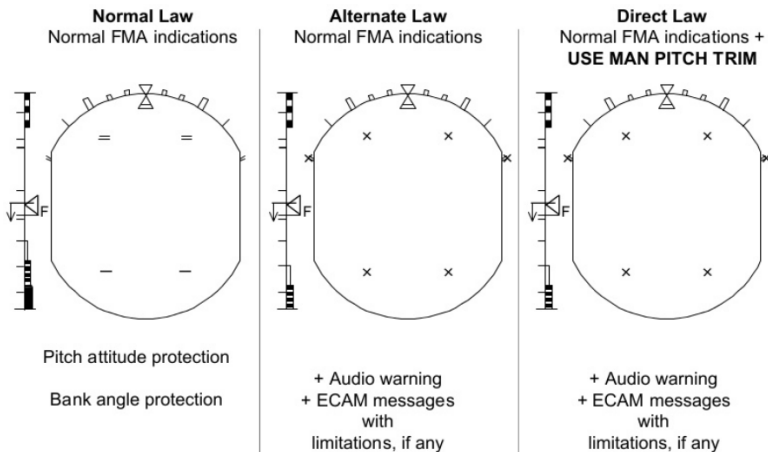 Normal Law
Normal FMA indications
F
Pitch attitude protection
Bank angle protection
Alternate Law
Normal FMA indications
F
+ Audio warning
+ ECAM messages
with
limitations, if any
Direct Law
Normal FMA indications +
USE MAN PITCH TRIM
F
+ Audio warning
+ ECAM messages
with
limitations, if any